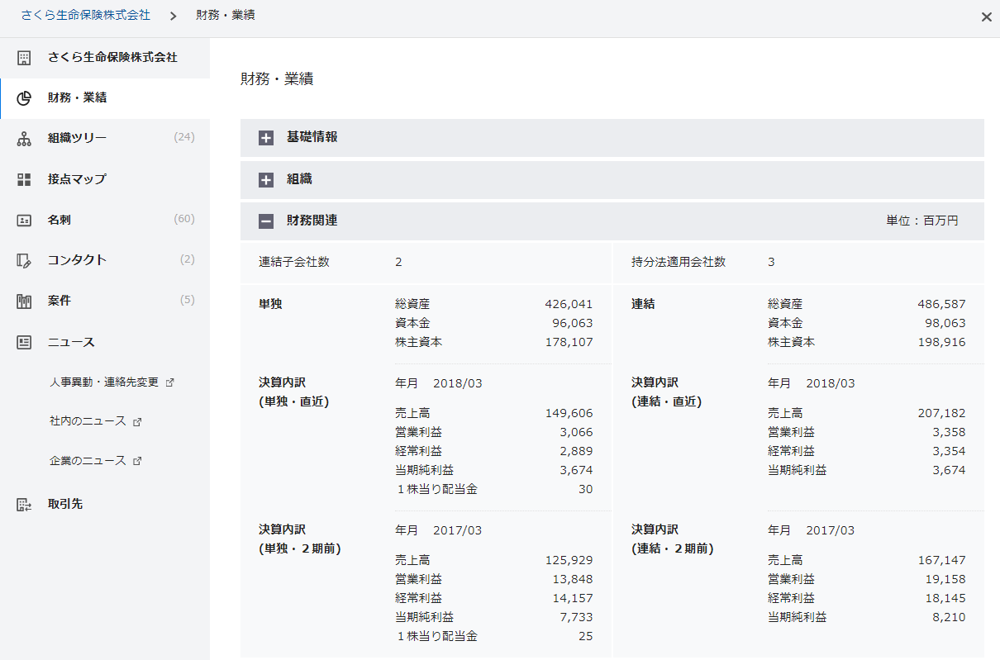 さくら生命保険株式会社 財務・業績
さくら生命保険株式会社
財務・業績
組織ツリー (24)
接点マップ
名刺 (60)
コンタクト (2)
案件 (5)
ニュース
人事異動・連絡先変更
社内のニュース
企業のニュース
取引先
財務・業績
基礎情報
組織
財務関連 単位：百万円
連結子会社数 2 持分法適用会社数 3
単独 総資産 426,041
資本金 96,063
株主資本 178,107
連結 総資産 486,587
資本金 98,063
株主資本 198,916
決算内訳 年月 2018/03
(単独・直近)
売上高 149,606
営業利益 3,066
経常利益 2,889
当期純利益 3,674
１株当り配当金 30
決算内訳 年月 2018/03
(連結・直近)
売上高 207,182
営業利益 3,358
経常利益 3,354
当期純利益 3,674
決算内訳 年月 2017/03
(単独・２期前)
売上高 125,929
営業利益 13,848
経常利益 14,157
当期純利益 7,733
１株当り配当金 25
決算内訳 年月 2017/03
(連結・２期前)
売上高 167,147
営業利益 19,158
経常利益 18,145
当期純利益 8,210